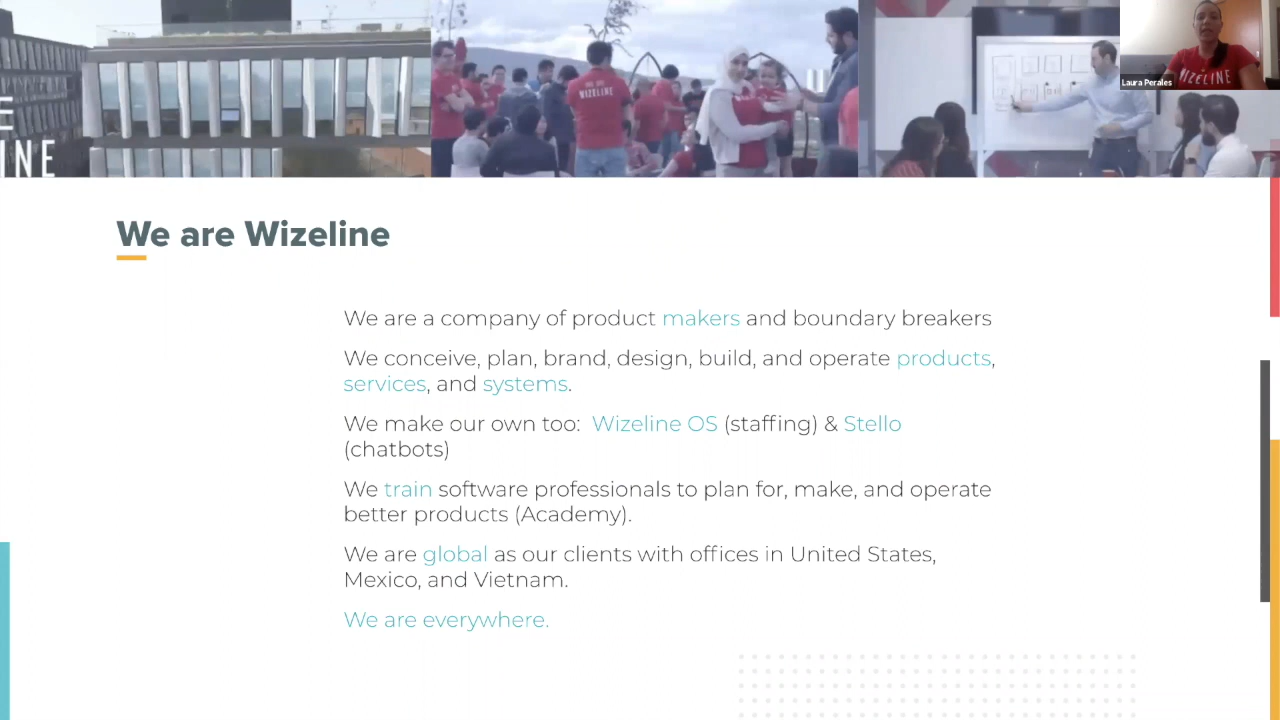 E
INE
WIZELINE
WIZELINE
Laura Perales
We are Wizeline
We are a company of product makers and boundary breakers
We conceive, plan, brand, design, build, and operate products,
services, and systems.
We make our own too: Wizeline OS (staffing) & Stello
(chatbots)
We train software professionals to plan for, make, and operate
better products (Academy).
We are global as our clients with offices in United States,
Mexico, and Vietnam.
We are everywhere.